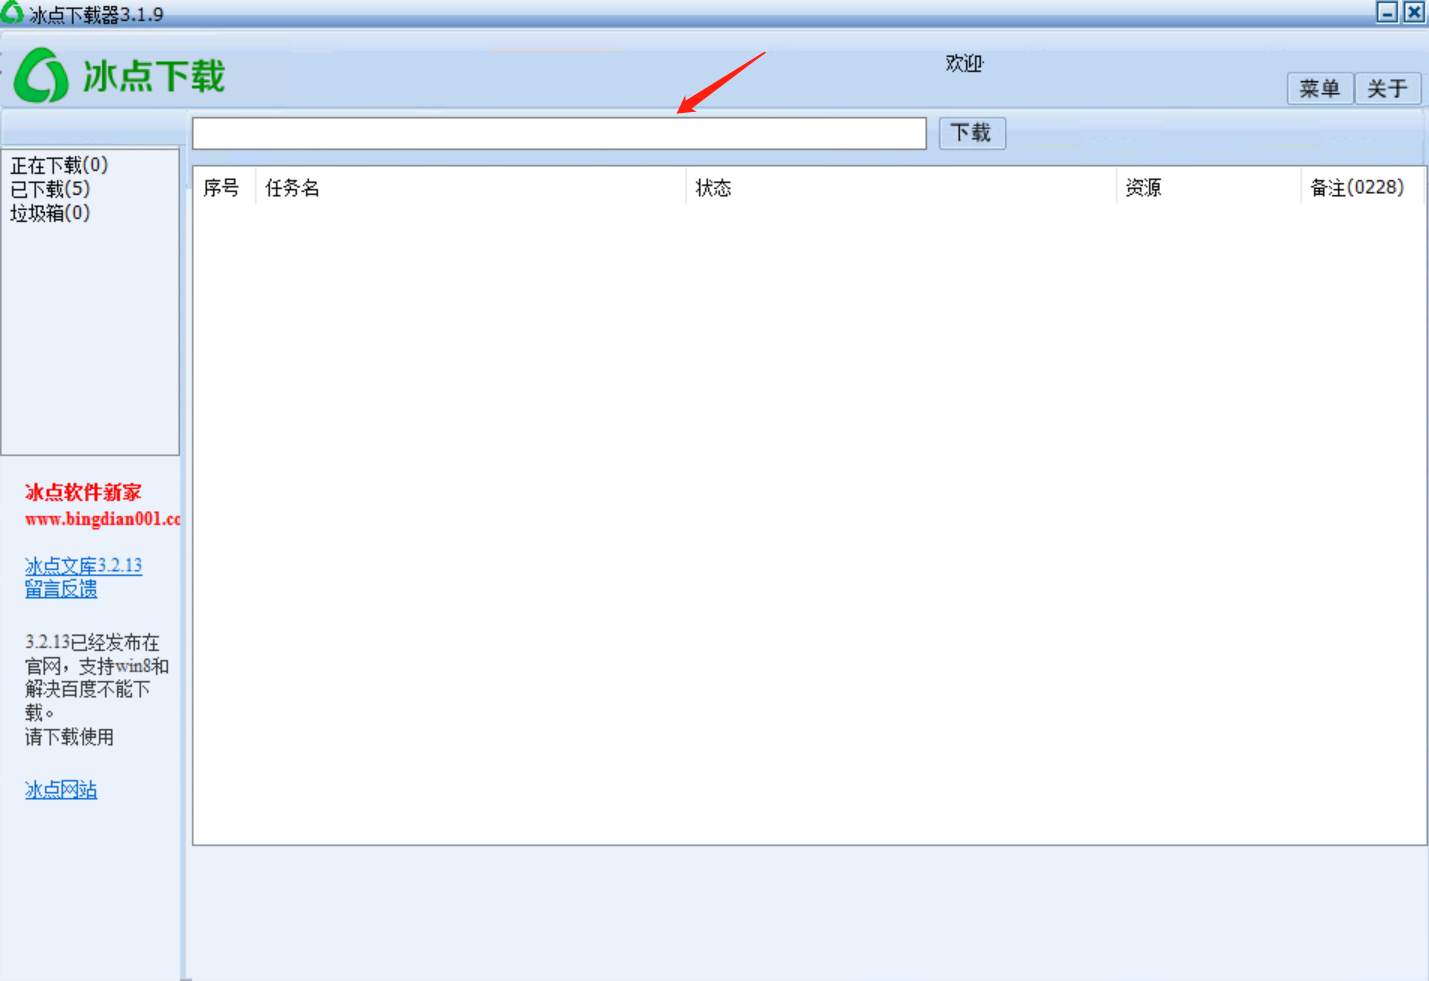 冰点下载器3.1.9
冰点下载
欢迎
菜单
关于
下载
正在下载(0)
已下载(5)
垃圾箱(0)
序号
任务名
状态
资源
备注(0228)
冰点软件新家
www.bingdian001.co
冰点文库3.2.13
留言反馈
3.2.13已经发布在
官网，支持win8和
解决百度不能下
载。
请下载使用
冰点网站